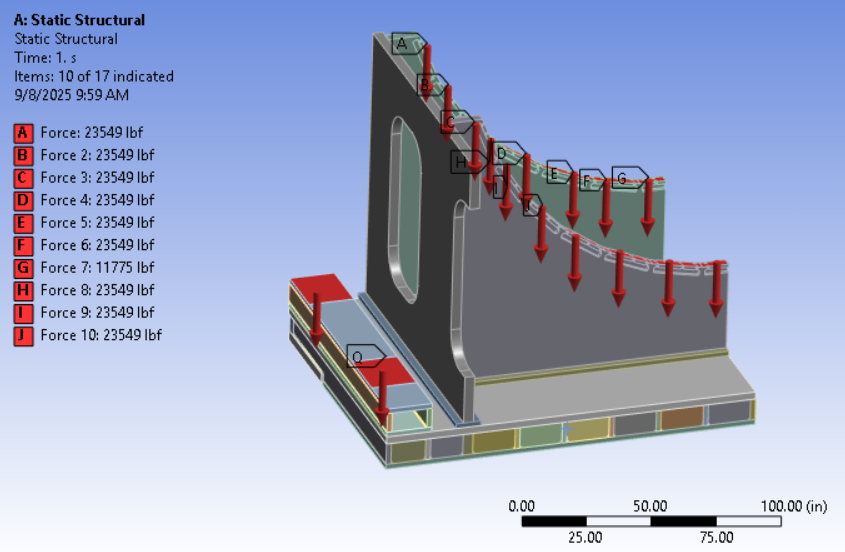 A: Static Structural
Static Structural
Time: 1. s
Items: 10 of 17 indicated
9/8/2025 9:59 AM
A Force: 23549 lbf
B Force 2: 23549 lbf
C Force 3: 23549 lbf
D Force 4: 23549 lbf
E Force 5: 23549 lbf
F Force 6: 23549 lbf
G Force 7: 11775 lbf
H Force 8: 23549 lbf
I Force 9: 23549 lbf
J Force 10: 23549 lbf
A
B
C
D
H
E
F
G
I
J
Q
0.00 50.00 100.00 (in)
25.00 75.00